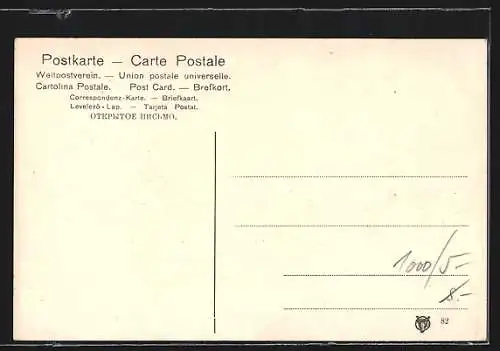 Postkarte — Carte Postale
Weltpostverein. — Union postale universelle.
Cartolina Postale. Post Card. — Brefkort.
Correspondenz-Karte. — Briefkaart.
Levelező-Lap. — Tarjeta Postal.
ОТКРЫТОЕ ПИСЬМО.
1000/5-
8.-
82